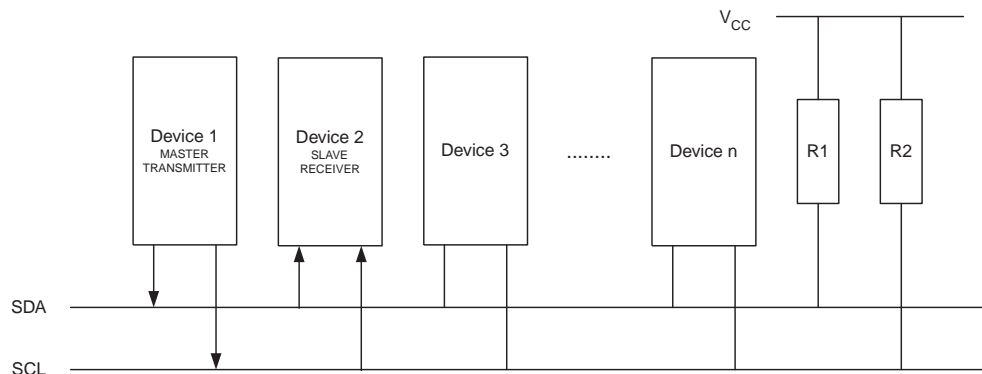 VCC
Device 1
MASTER
TRANSMITTER
Device 2
SLAVE
RECEIVER
Device 3
........
Device n
R1
R2
SDA
SCL